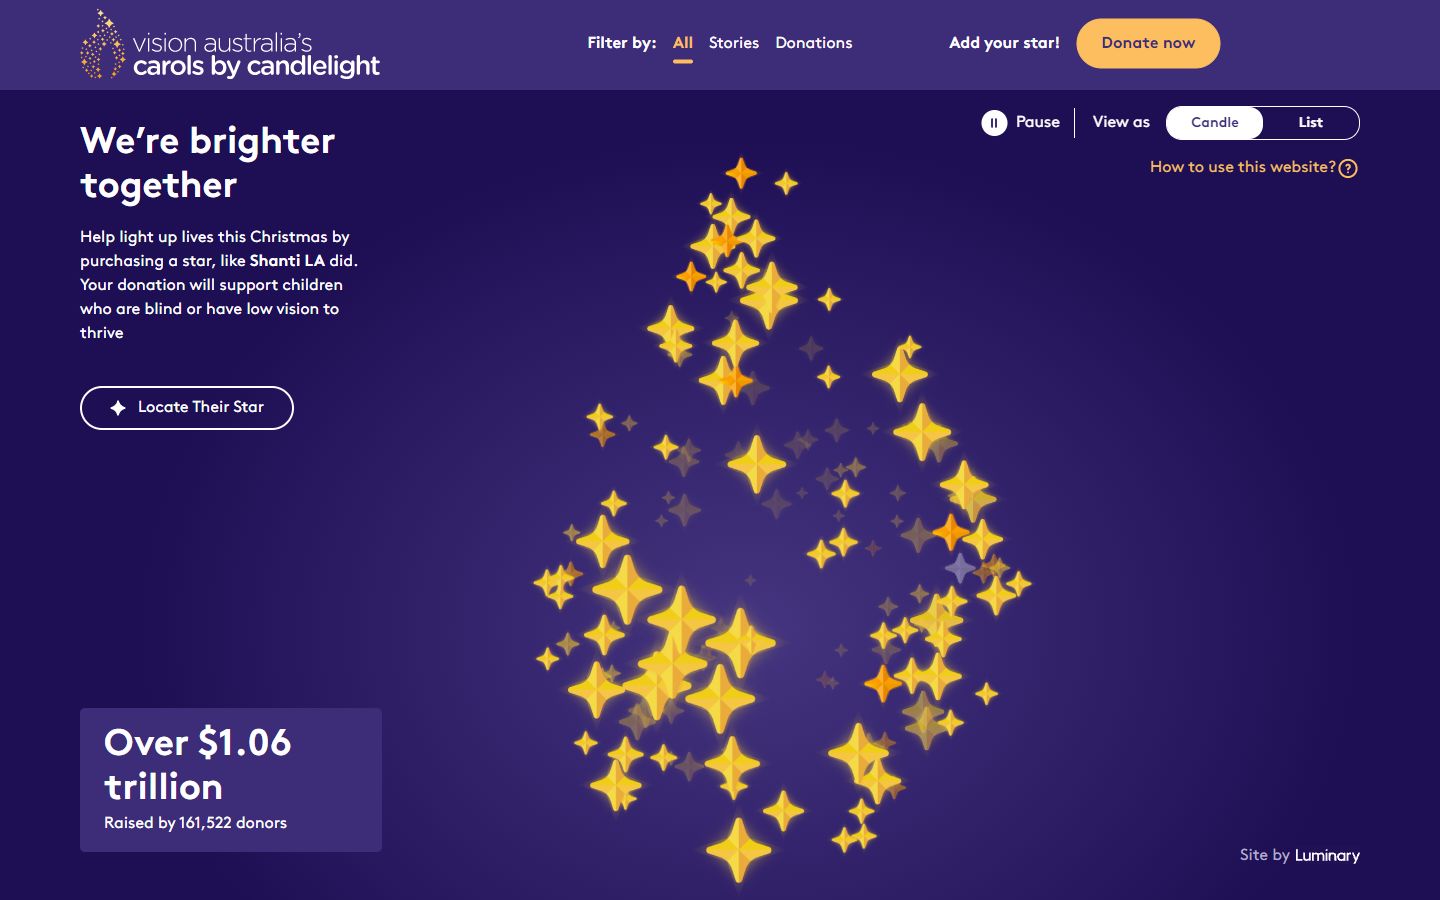 vision australia's
carols by candlelight
Filter by: All Stories Donations
Add your star! Donate now
We're brighter
together
Pause View as Candle List
How to use this website? ?
Help light up lives this Christmas by
purchasing a star, like Shanti LA did.
Your donation will support children
who are blind or have low vision to
thrive
Locate Their Star
Over $1.06
trillion
Raised by 161,522 donors
Site by Luminary